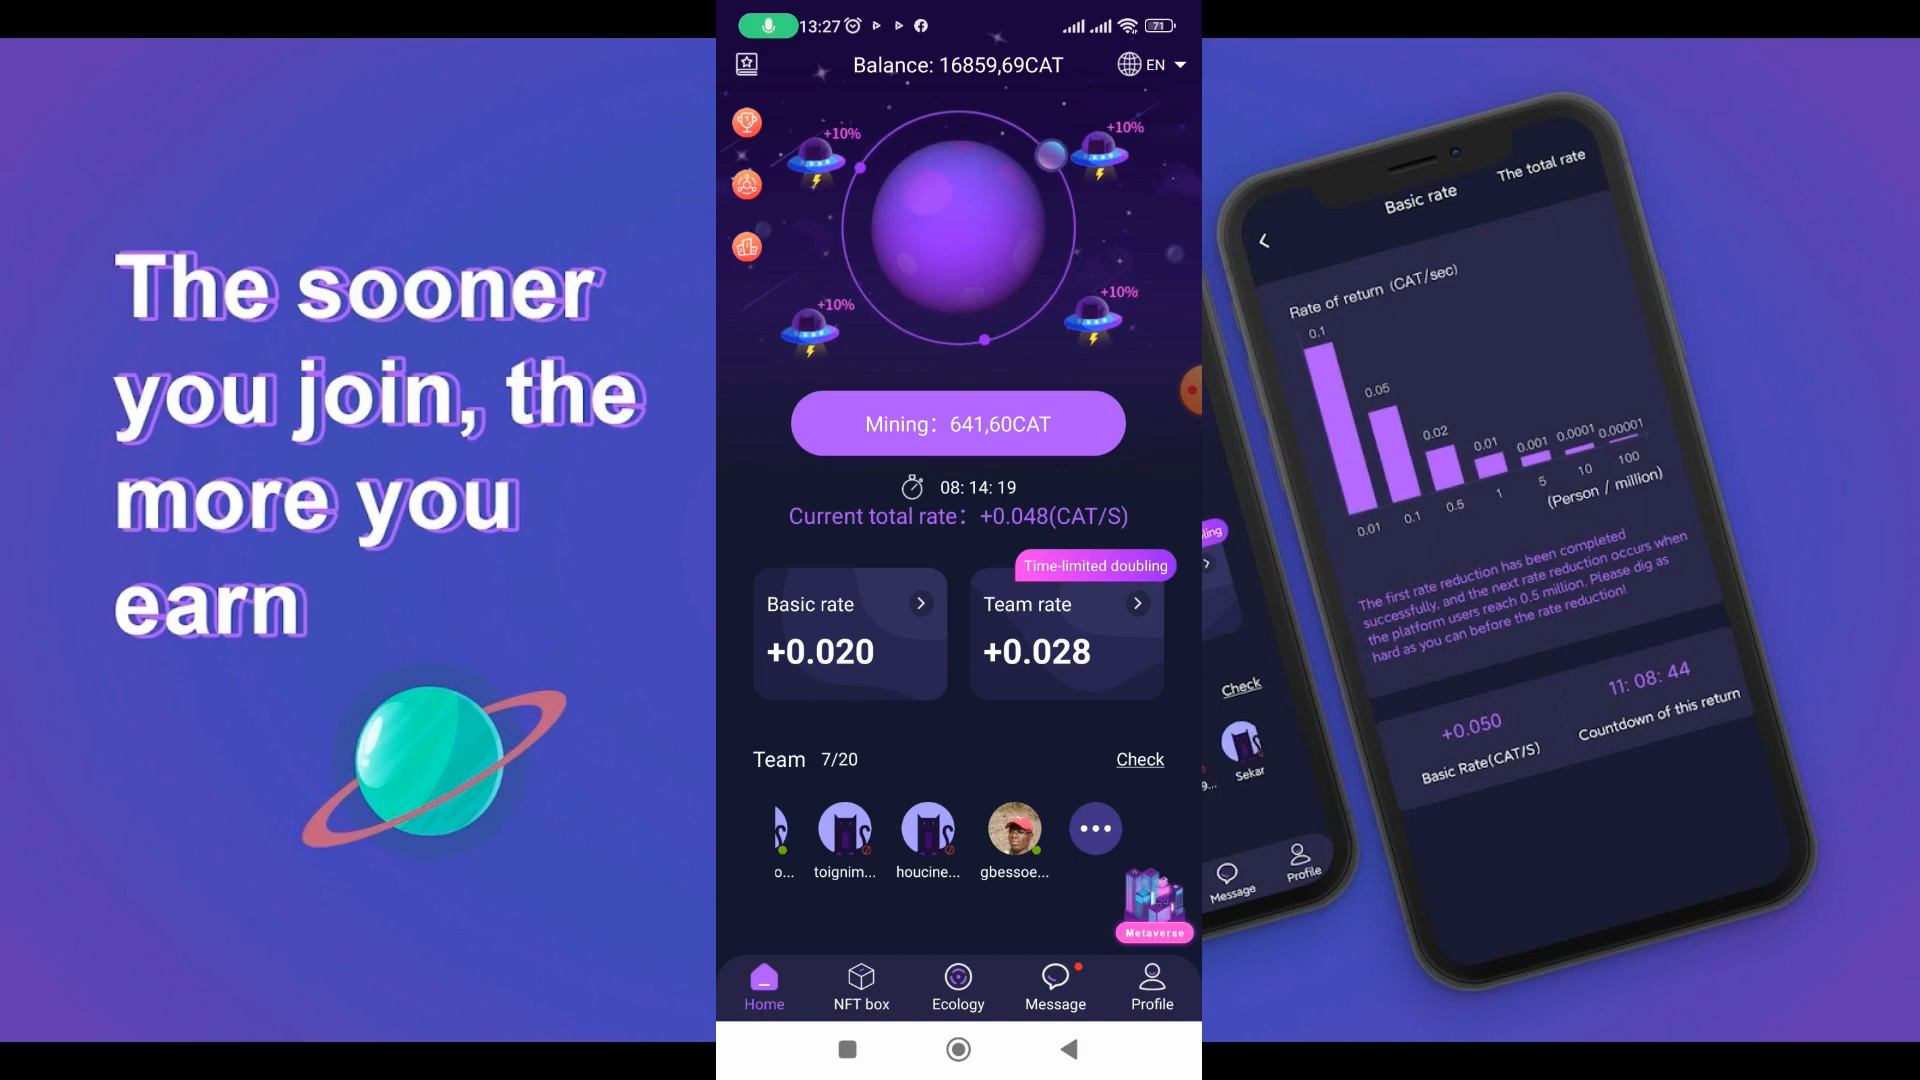 The sooner
you join, the
more you
earn
13:27
71
Balance: 16859,69CAT
EN
+10%
+10%
+10%
+10%
Mining： 641,60CAT
08: 14: 19
Current total rate： +0.048(CAT/S)
Time-limited doubling
Basic rate
+0.020
Team rate
+0.028
Team 7/20
Check
o...
toignim...
houcine...
gbessoe...
Metaverse
Home
NFT box
Ecology
Message
Profile
Basic rate
The total rate
Rate of return (CAT/sec)
0.1
0.05
0.02
0.01
0.001
0.0001
0.00001
0.01
0.1
0.5
1
5
10
100
(Person / million)
The first rate reduction has been completed
successfully, and the next rate reduction occurs when
the platform users reach 0.5 million. Please dig as
hard as you can before the rate reduction!
+0.050
Basic Rate(CAT/S)
11: 08: 44
Countdown of this return
ling
Check
9...
Sekar
Message
Profile